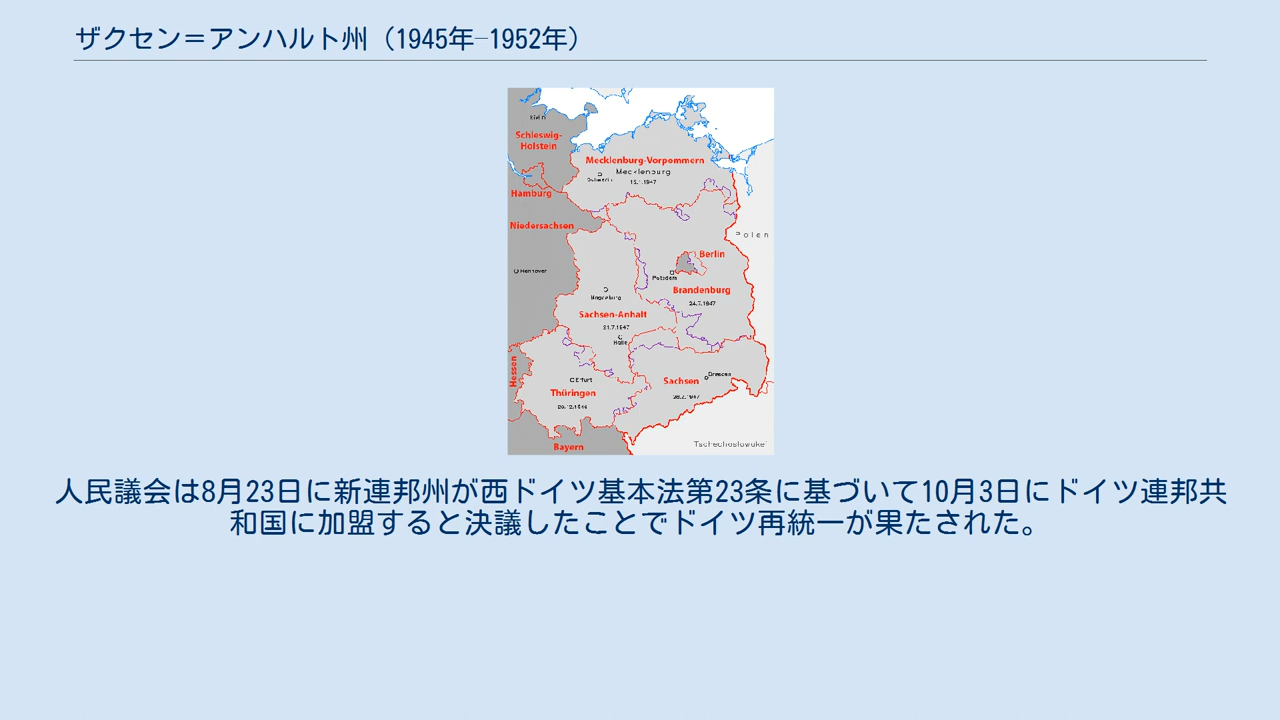 ザクセン＝アンハルト州（1945年–1952年）
Kiel
Schleswig-
Holstein
Mecklenburg-Vorpommern
Mecklenburg
Schwerin
Hamburg
Niedersachsen
Polen
Berlin
Hannover
Potsdam
Brandenburg
24.7.1947
Magdeburg
Sachsen-Anhalt
21.7.1947
Halle
Hessen
Erfurt
Thüringen
Sachsen
Dresden
28.2.1947
Tschechoslowakei
Bayern
人民議会は8月23日に新連邦州が西ドイツ基本法第23条に基づいて10月3日にドイツ連邦共
和国に加盟すると決議したことでドイツ再統一が果たされた。